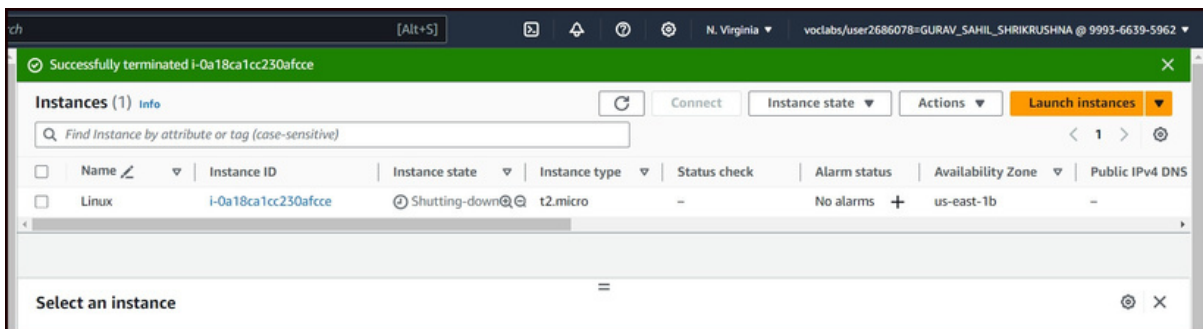 rch [Alt+S] N. Virginia ▼ voclabs/user2686078=GURAV_SAHIL_SHRIKRUSHNA @ 9993-6639-5962 ▼
Successfully terminated i-0a18ca1cc230afcce
Instances (1) Info Connect Instance state ▼ Actions ▼ Launch instances ▼
Find Instance by attribute or tag (case-sensitive) < 1 >
Name Instance ID Instance state Instance type Status check Alarm status Availability Zone Public IPv4 DNS
Linux i-0a18ca1cc230afcce Shutting-down t2.micro – No alarms + us-east-1b –
Select an instance